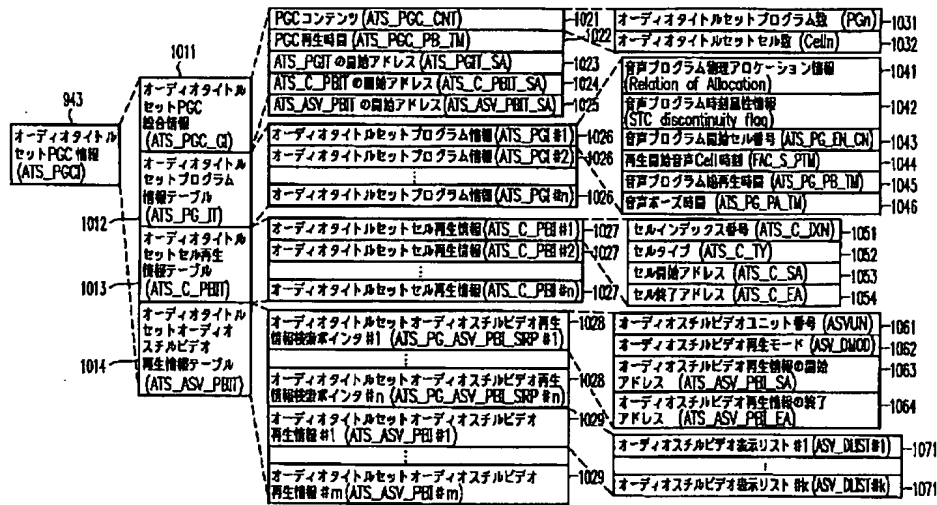 943
オーディオタイトル
セットPGC情報
(ATS_PGCI)
1011
オーディオタイトル
セットPGC
総合情報
(ATS_PGC_GI)
オーディオタイトル
セットプログラム
情報テーブル
(ATS_PG_IT)
1012
オーディオタイトル
セットセル再生
情報テーブル
(ATS_C_PBIT)
1013
オーディオタイトル
セットオーディオ
スチルビデオ
再生情報テーブル
(ATS_ASV_PBIT)
1014
PGCコンテンツ (ATS_PGC_CNT)
1021
PGC再生時間 (ATS_PGC_PB_TM)
1022
ATS_PGITの開始アドレス (ATS_PGIT_SA)
1023
ATS_C_PBITの開始アドレス (ATS_C_PBIT_SA)
1024
ATS_ASV_PBITの開始アドレス (ATS_ASV_PBIT_SA)
1025
オーディオタイトルセットプログラム情報 (ATS_PGI #1)
1026
オーディオタイトルセットプログラム情報 (ATS_PGI #2)
1026
オーディオタイトルセットプログラム情報 (ATS_PGI #n)
1026
オーディオタイトルセットセル再生情報 (ATS_C_PBI #1)
1027
オーディオタイトルセットセル再生情報 (ATS_C_PBI #2)
1027
オーディオタイトルセットセル再生情報 (ATS_C_PBI #n)
1027
オーディオタイトルセットオーディオスチルビデオ再生
情報検索ポインタ #1 (ATS_PG_ASV_PBI_SRP #1)
1028
オーディオタイトルセットオーディオスチルビデオ再生
情報検索ポインタ #n (ATS_PG_ASV_PBI_SRP #n)
1028
オーディオタイトルセットオーディオスチルビデオ
再生情報 #1 (ATS_ASV_PBI #1)
1029
オーディオタイトルセットオーディオスチルビデオ
再生情報 #m (ATS_ASV_PBI #m)
1029
オーディオタイトルセットプログラム数 (PGn)
1031
オーディオタイトルセットセル数 (Celln)
1032
音声プログラム物理アロケーション情報
(Relation of Allocation)
1041
音声プログラム時刻属性情報
(STC discontinuity flag)
1042
音声プログラム開始セル番号 (ATS_PG_EN_CN)
1043
再生開始音声Cell時刻 (FAC_S_PTM)
1044
音声プログラム総再生時間 (ATS_PG_PB_TM)
1045
音声ポーズ時間 (ATS_PG_PA_TM)
1046
セルインデックス番号 (ATS_C_IXN)
1051
セルタイプ (ATS_C_TY)
1052
セル開始アドレス (ATS_C_SA)
1053
セル終了アドレス (ATS_C_EA)
1054
オーディオスチルビデオユニット番号 (ASVUN)
1061
オーディオスチルビデオ再生モード (ASV_DMOD)
1062
オーディオスチルビデオ再生情報の開始
アドレス (ATS_ASV_PBI_SA)
1063
オーディオスチルビデオ再生情報の終了
アドレス (ATS_ASV_PBI_EA)
1064
オーディオスチルビデオ表示リスト #1 (ASV_DLIST#1)
1071
オーディオスチルビデオ表示リスト #k (ASV_DLIST#k)
1071